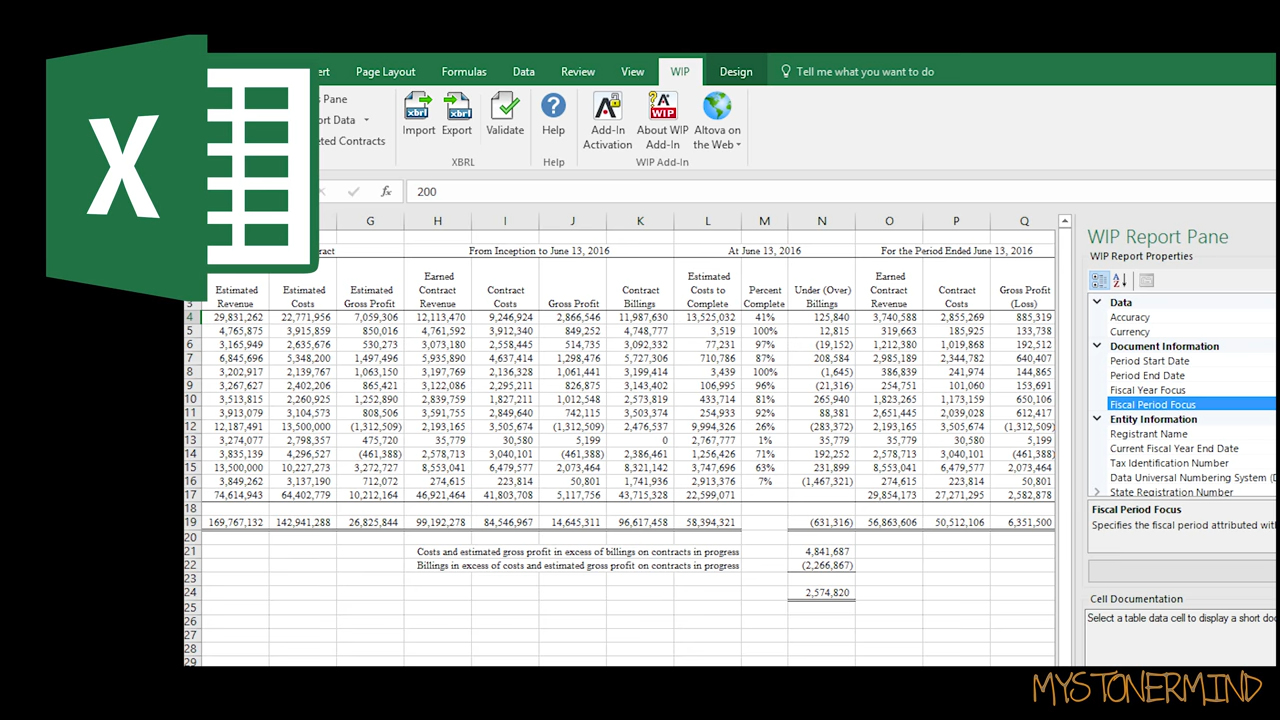 X
ert Page Layout Formulas Data Review View WIP Design Tell me what you want to do
s Pane
ort Data
eted Contracts
Import Export Validate Help Add-In Activation About WIP Add-In Altova on the Web
XBRL Help WIP Add-In
fx 200
G H I J K L M N O P Q
ract From Inception to June 13, 2016 At June 13, 2016 For the Period Ended June 13, 2016
Estimated Revenue Estimated Costs Estimated Gross Profit Earned Contract Revenue Contract Costs Gross Profit Contract Billings Estimated Costs to Complete Percent Complete Under (Over) Billings Earned Contract Revenue Contract Costs Gross Profit (Loss)
4 29,831,262 22,771,956 7,059,306 12,113,470 9,246,924 2,866,546 11,987,630 13,525,032 41% 125,840 3,740,588 2,855,269 885,319
5 4,765,875 3,915,859 850,016 4,761,592 3,912,340 849,252 4,748,777 3,519 100% 12,815 319,663 185,925 133,738
6 3,165,949 2,635,676 530,273 3,073,180 2,558,445 514,735 3,092,332 77,231 97% (19,152) 1,212,380 1,019,868 192,512
7 6,845,696 5,348,200 1,497,496 5,935,890 4,637,414 1,298,476 5,727,306 710,786 87% 208,584 2,985,189 2,344,782 640,407
8 3,202,917 2,139,767 1,063,150 3,197,769 2,136,328 1,061,441 3,199,414 3,439 100% (1,645) 386,839 241,974 144,865
9 3,267,627 2,402,206 865,421 3,122,086 2,295,211 826,875 3,143,402 106,995 96% (21,316) 254,751 101,060 153,691
10 3,513,815 2,260,925 1,252,890 2,839,759 1,827,211 1,012,548 2,573,819 433,714 81% 265,940 1,823,265 1,173,159 650,106
11 3,913,079 3,104,573 808,506 3,591,755 2,849,640 742,115 3,503,374 254,933 92% 88,381 2,651,445 2,039,028 612,417
12 12,187,491 13,500,000 (1,312,509) 12,193,165 3,505,674 (1,312,509) 2,476,537 9,994,326 26% (283,372) 2,193,165 3,505,674 (1,312,509)
13 3,274,077 2,798,357 475,720 35,779 30,580 5,199 0 2,767,777 1% 35,779 35,779 30,580 5,199
14 3,835,139 4,296,527 (461,388) 2,578,713 3,040,101 (461,388) 2,386,461 1,256,426 71% 192,252 2,578,713 3,040,101 (461,388)
15 13,500,000 10,227,273 3,272,727 8,553,041 6,479,577 2,073,464 8,321,142 3,747,696 63% 231,899 8,553,041 6,479,577 2,073,464
16 3,849,262 3,137,190 712,072 274,615 223,814 50,801 1,741,936 2,913,376 7% (1,467,321) 274,615 223,814 50,801
17 74,614,943 64,402,779 10,212,164 46,921,464 41,803,708 5,117,756 43,715,328 22,599,071 29,854,173 27,271,295 2,582,878
18
19 169,767,132 142,941,288 26,825,844 99,192,278 84,546,967 14,645,311 96,617,458 58,394,321 (631,316) 56,863,606 50,512,106 6,351,500
20
21 Costs and estimated gross profit in excess of billings on contracts in progress 4,841,687
22 Billings in excess of costs and estimated gross profit on contracts in progress (2,266,867)
23
24 2,574,820
25
26
27
28
29
WIP Report Pane
WIP Report Properties
Data
Accuracy
Currency
Document Information
Period Start Date
Period End Date
Fiscal Year Focus
Fiscal Period Focus
Entity Information
Registrant Name
Current Fiscal Year End Date
Tax Identification Number
Data Universal Numbering System (D
State Registration Number
Fiscal Period Focus
Specifies the fiscal period attributed with
Cell Documentation
Select a table data cell to display a short doc
MYSTONERMIND